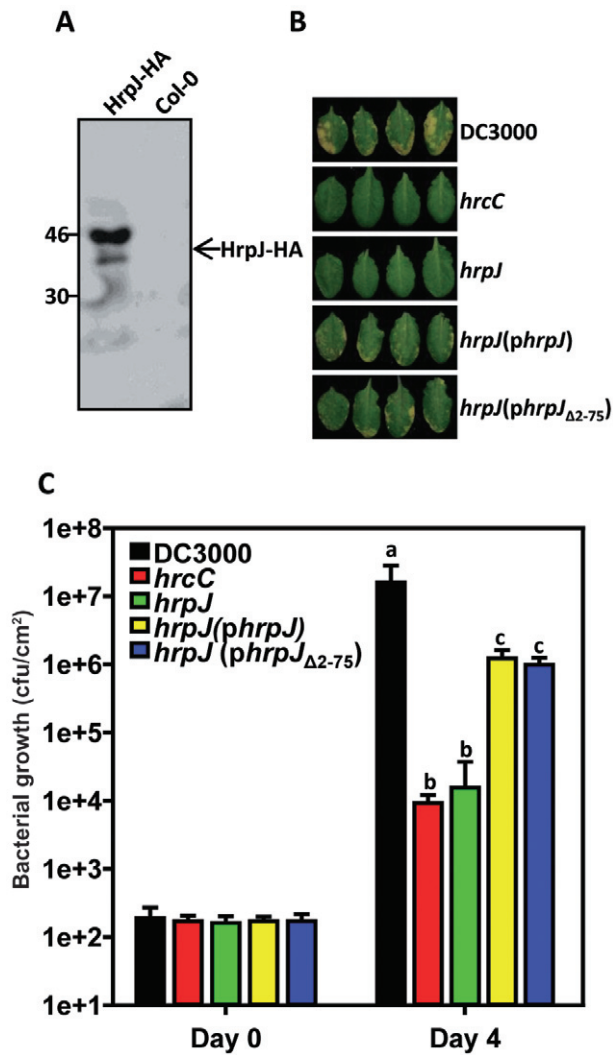 A
HrpJ-HA
Col-0
46
30
HrpJ-HA
B
DC3000
hrcC
hrpJ
hrpJ(phrpJ)
hrpJ(phrpJΔ2-75)
C
Bacterial growth (cfu/cm²)
1e+8
1e+7
1e+6
1e+5
1e+4
1e+3
1e+2
1e+1
DC3000
hrcC
hrpJ
hrpJ(phrpJ)
hrpJ (phrpJΔ2-75)
a
b
b
c
c
Day 0
Day 4